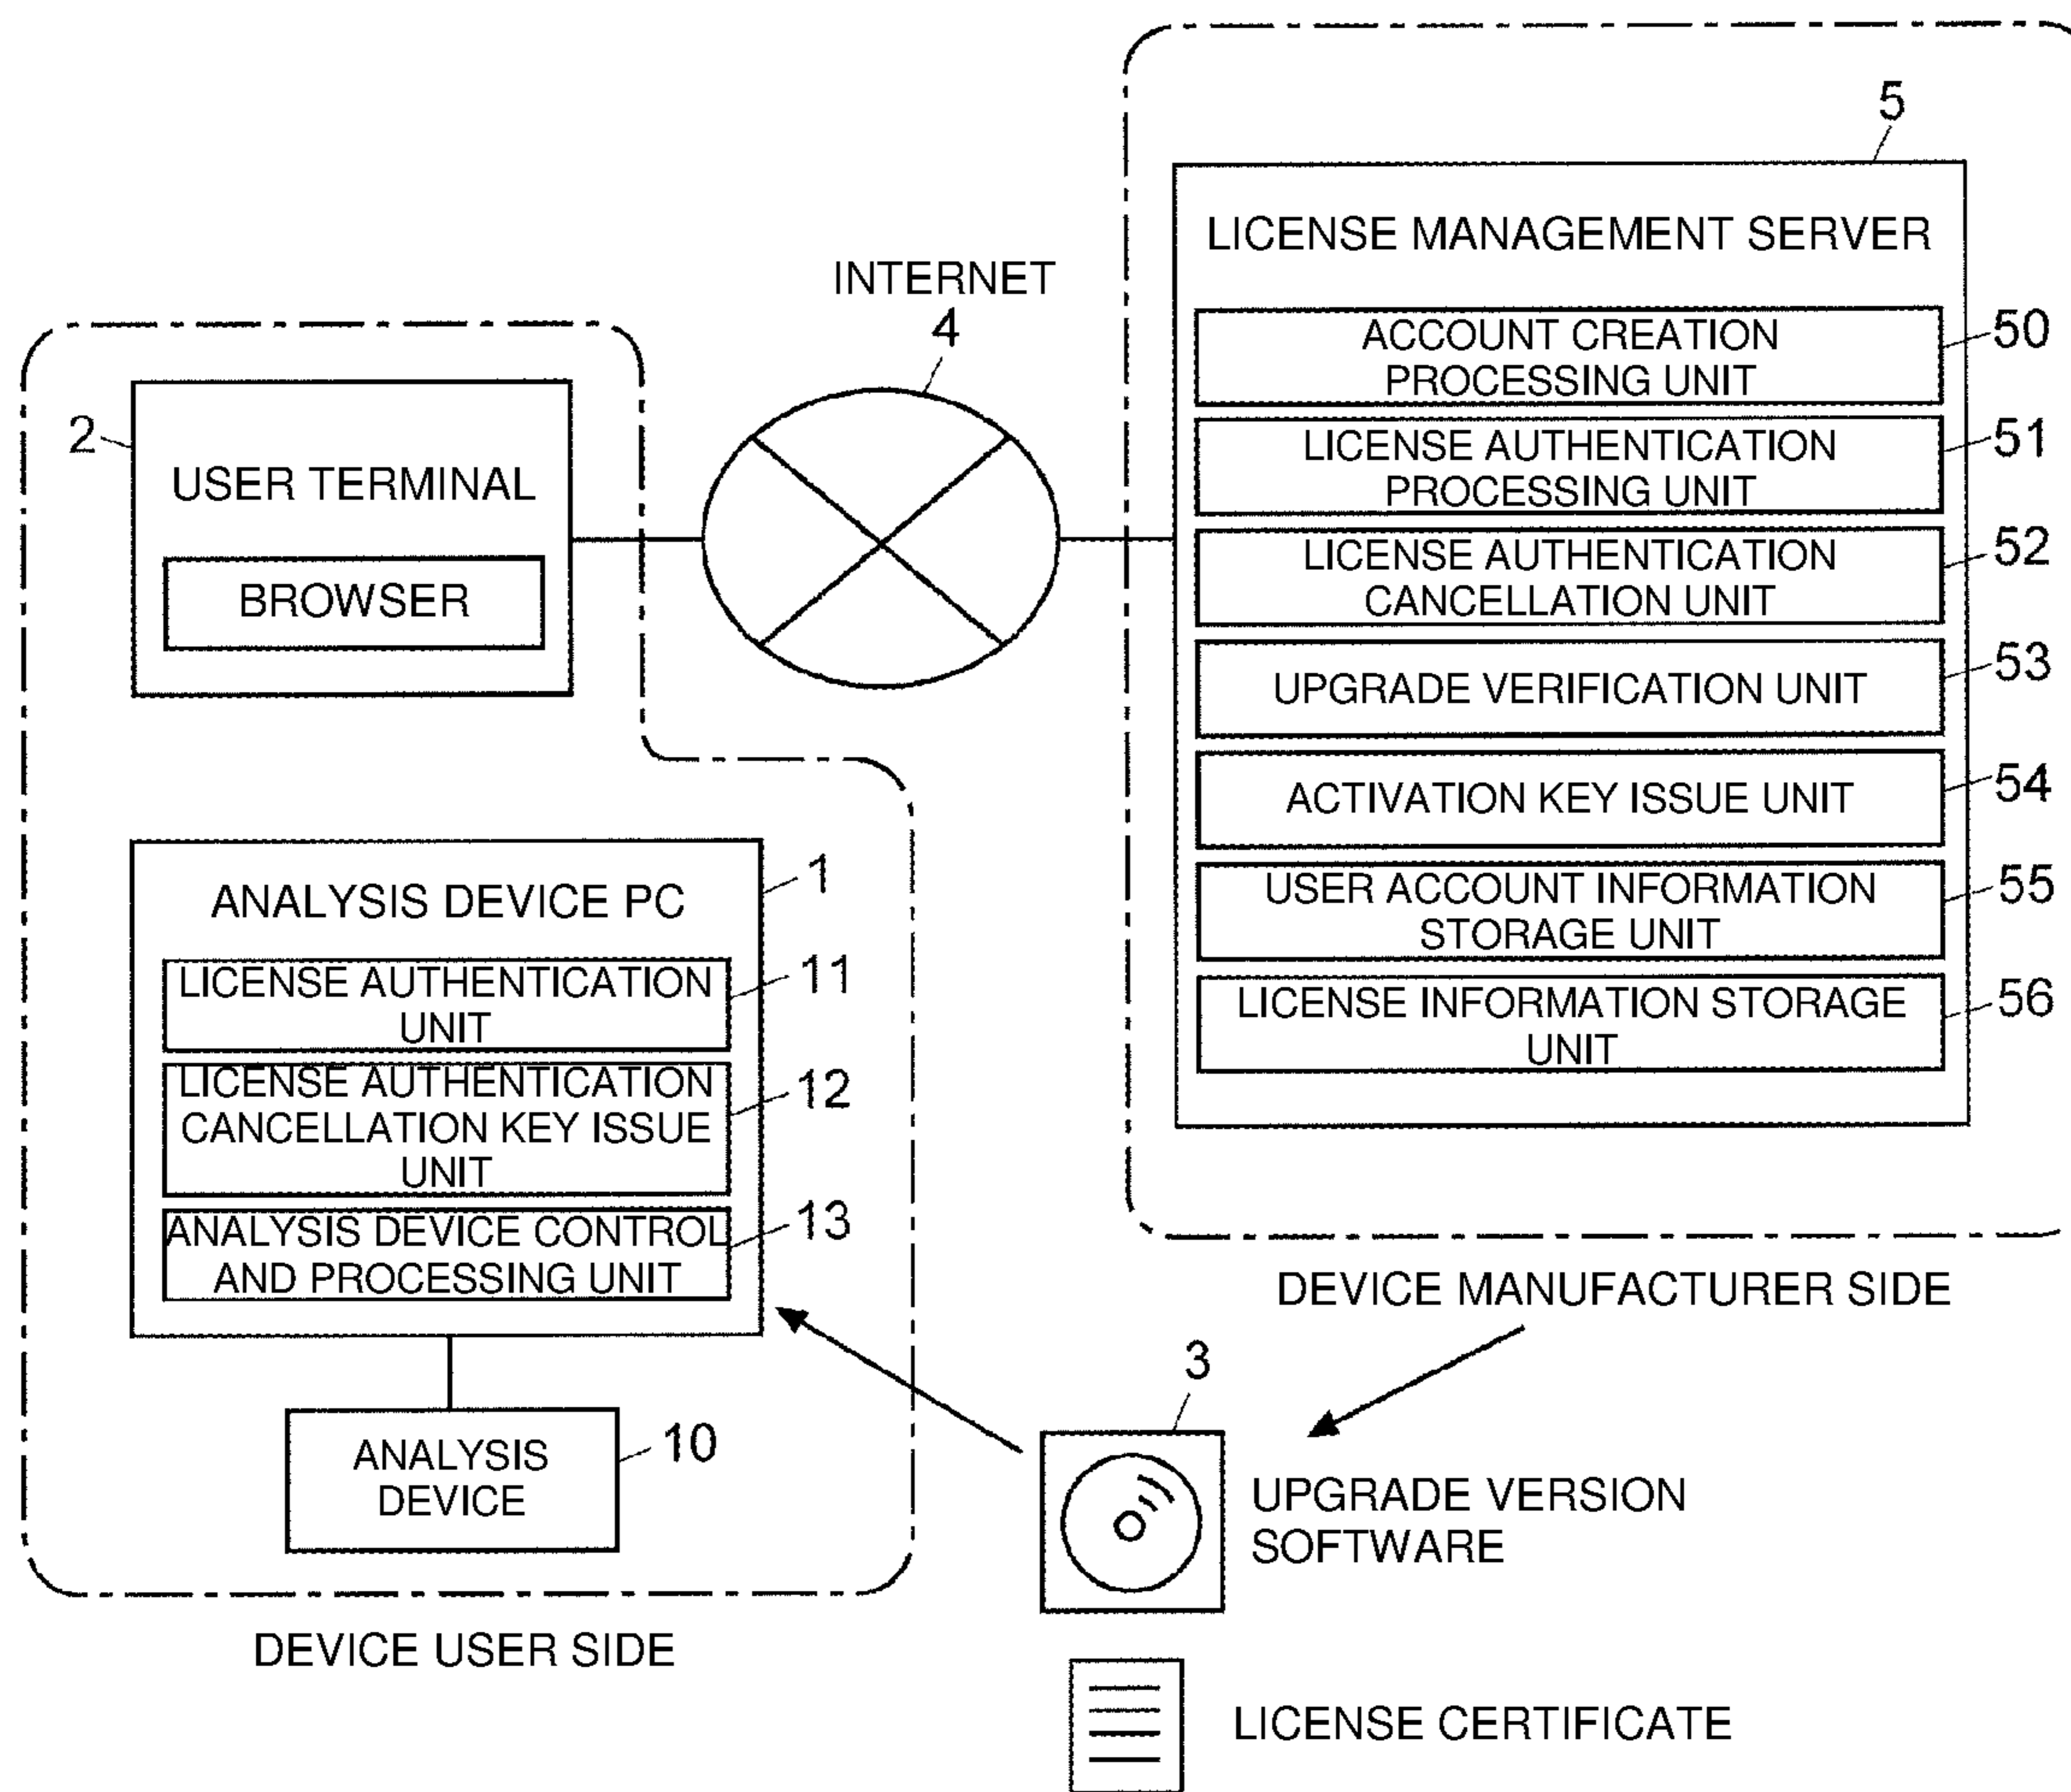 5
LICENSE MANAGEMENT SERVER
INTERNET
4
ACCOUNT CREATION
PROCESSING UNIT
50
LICENSE AUTHENTICATION
PROCESSING UNIT
51
LICENSE AUTHENTICATION
CANCELLATION UNIT
52
UPGRADE VERIFICATION UNIT
53
ACTIVATION KEY ISSUE UNIT
54
USER ACCOUNT INFORMATION
STORAGE UNIT
55
LICENSE INFORMATION STORAGE
UNIT
56
2
USER TERMINAL
BROWSER
1
ANALYSIS DEVICE PC
LICENSE AUTHENTICATION
UNIT
11
LICENSE AUTHENTICATION
CANCELLATION KEY ISSUE
UNIT
12
ANALYSIS DEVICE CONTROL
AND PROCESSING UNIT
13
ANALYSIS
DEVICE
10
DEVICE USER SIDE
DEVICE MANUFACTURER SIDE
3
UPGRADE VERSION
SOFTWARE
LICENSE CERTIFICATE